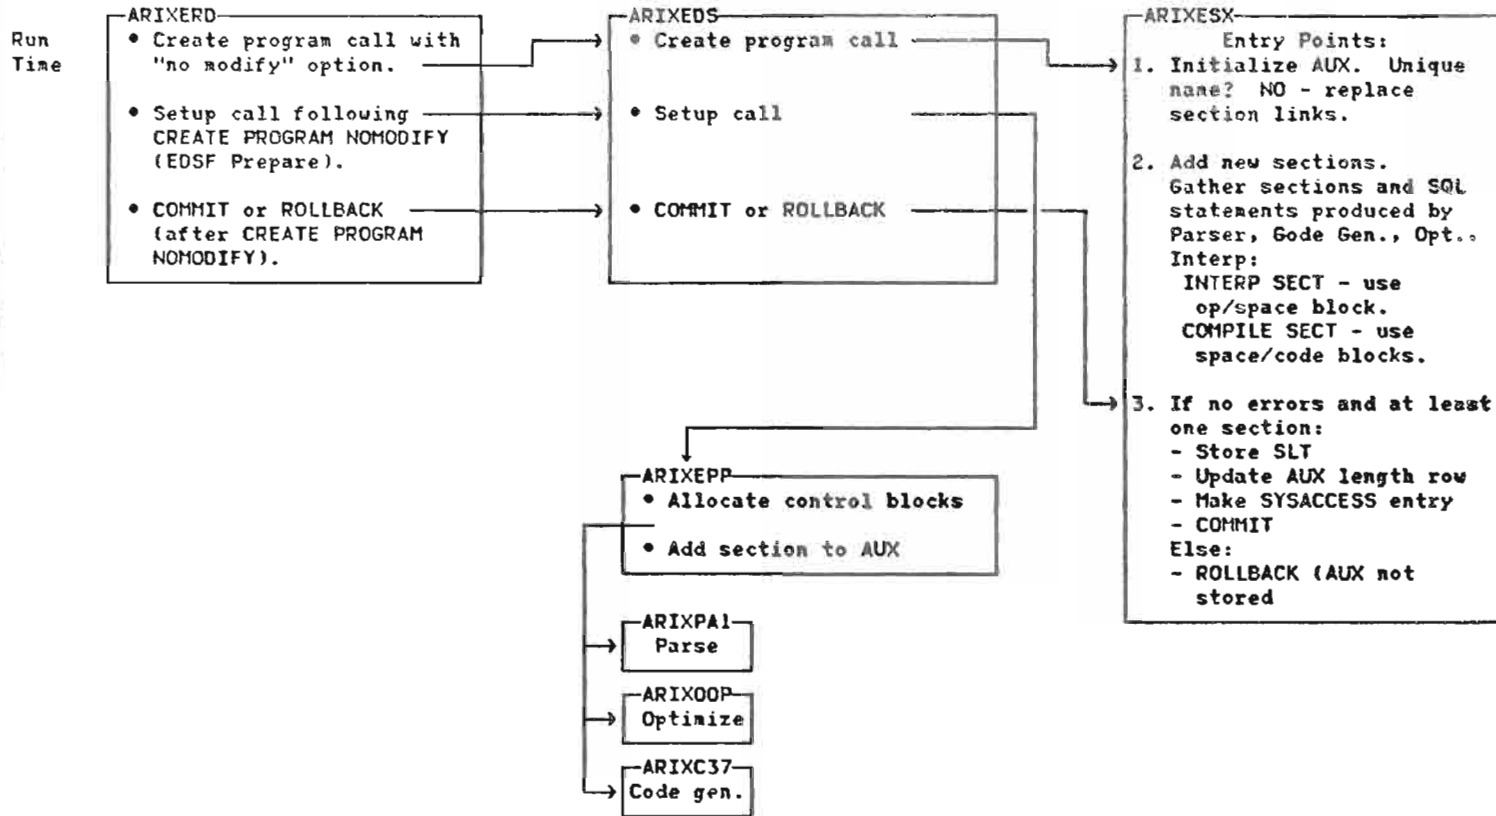 Run
Time
ARIXERD
• Create program call with
"no modify" option.
• Setup call following
CREATE PROGRAM NOMODIFY
(EDSF Prepare).
• COMMIT or ROLLBACK
(after CREATE PROGRAM
NOMODIFY).
ARIXEDS
• Create program call
• Setup call
• COMMIT or ROLLBACK
ARIXESX
Entry Points:
1. Initialize AUX. Unique
name? NO - replace
section links.
2. Add new sections.
Gather sections and SQL
statements produced by
Parser, Gode Gen., Opt..
Interp:
INTERP SECT - use
op/space block.
COMPILE SECT - use
space/code blocks.
3. If no errors and at least
one section:
- Store SLT
- Update AUX length row
- Make SYSACCESS entry
- COMMIT
Else:
- ROLLBACK (AUX not
stored
ARIXEPP
• Allocate control blocks
• Add section to AUX
ARIXPA1
Parse
ARIXOOP
Optimize
ARIXC37
Code gen.